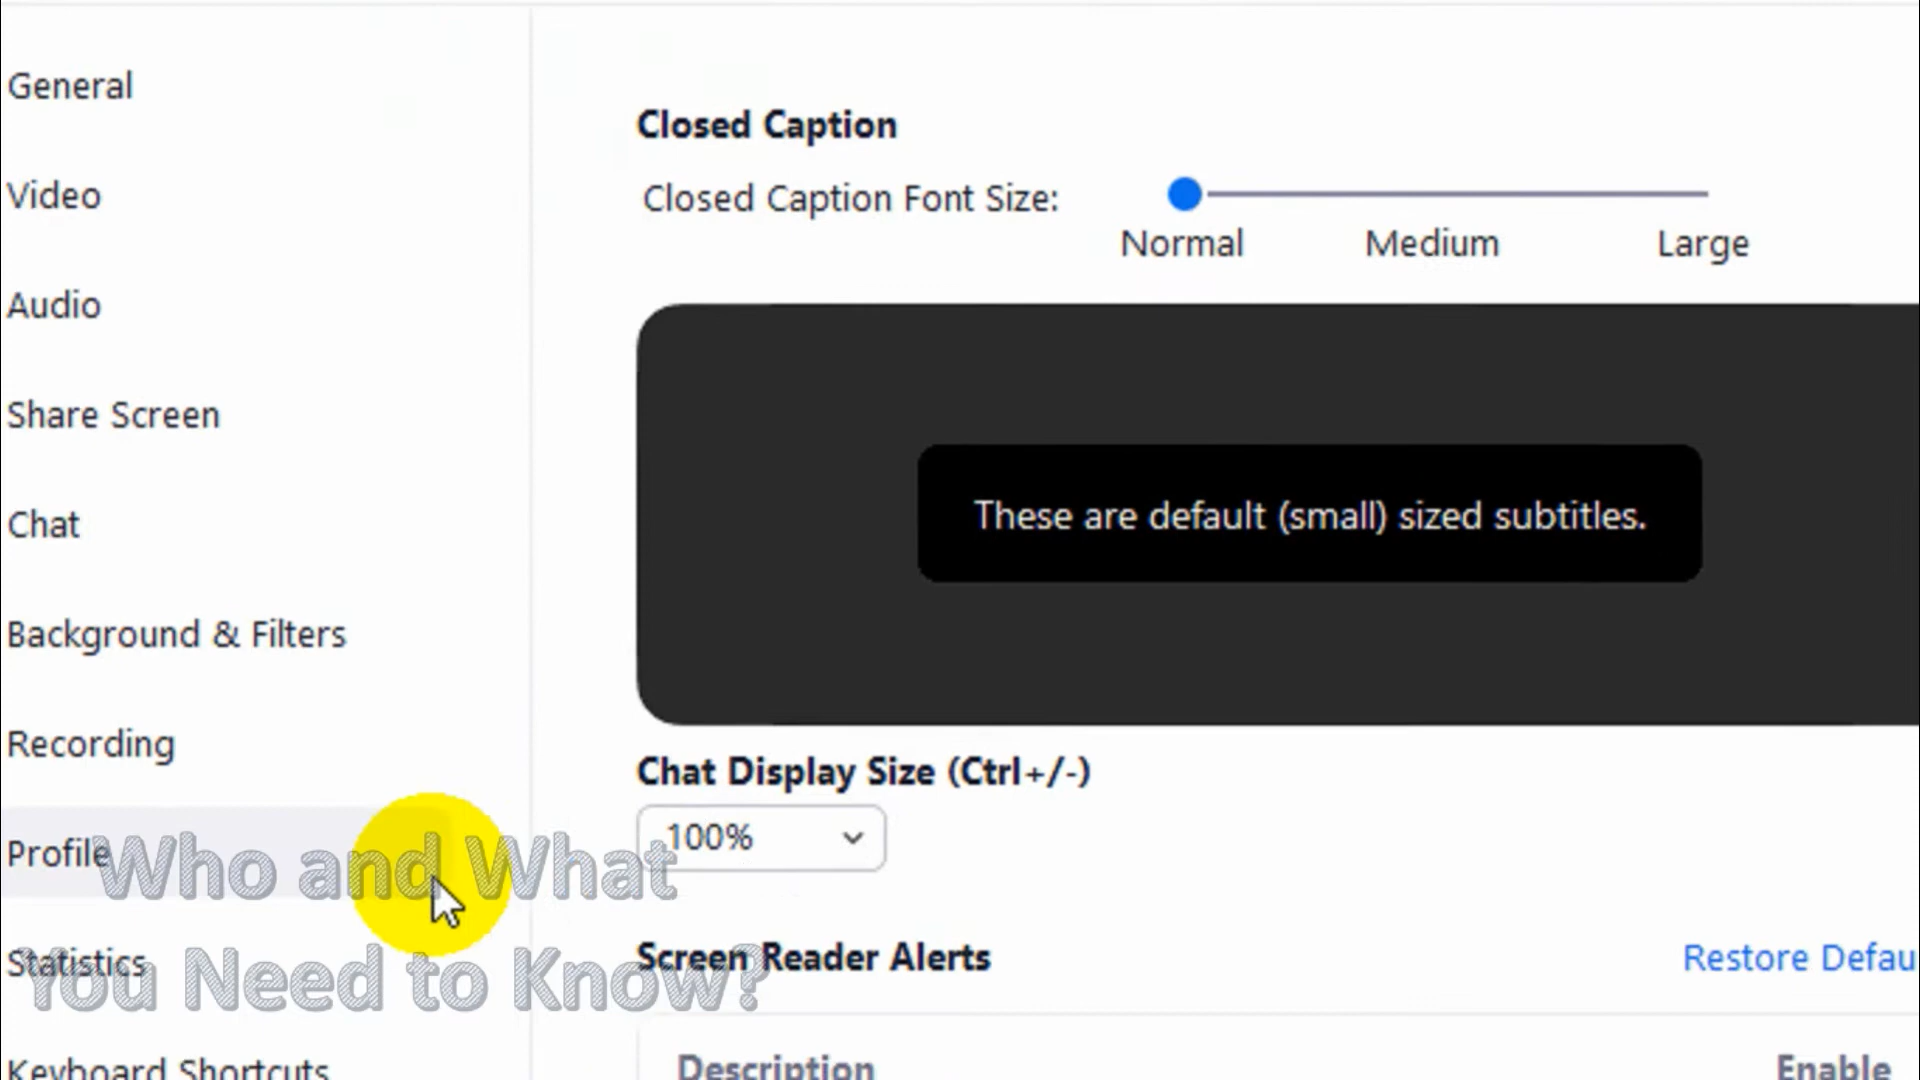 General
Video
Audio
Share Screen
Chat
Background & Filters
Recording
Profile
Statistics
Keyboard Shortcuts
Closed Caption
Closed Caption Font Size:
Normal Medium Large
These are default (small) sized subtitles.
Chat Display Size (Ctrl+/-)
100%
Screen Reader Alerts
Restore Defau
Description Enable
Who and What
You Need to Know?